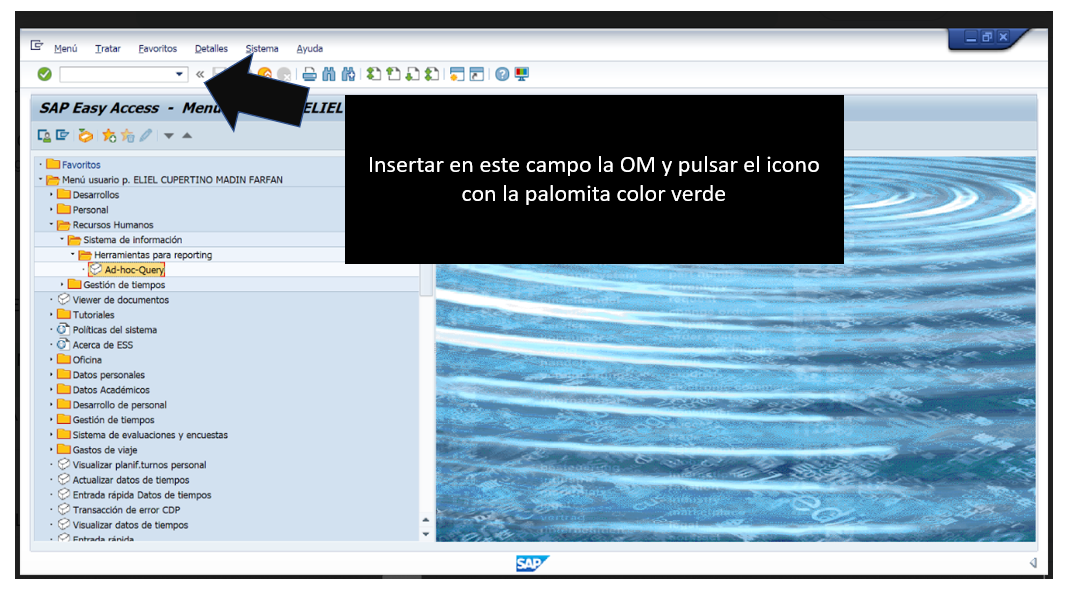 Menú Tratar Favoritos Detalles Sistema Ayuda
SAP Easy Access - Menú ELIEL
Insertar en este campo la OM y pulsar el icono
con la palomita color verde
Favoritos
Menú usuario p. ELIEL CUPERTINO MADIN FARFAN
Desarrollos
Personal
Recursos Humanos
Sistema de información
Herramientas para reporting
Ad-hoc-Query
Gestión de tiempos
Viewer de documentos
Tutoriales
Políticas del sistema
Acerca de ESS
Oficina
Datos personales
Datos Académicos
Desarrollo de personal
Gestión de tiempos
Sistema de evaluaciones y encuestas
Gastos de viaje
Visualizar planif.turnos personal
Actualizar datos de tiempos
Entrada rápida Datos de tiempos
Transacción de error CDP
Visualizar datos de tiempos
Entrada rápida
SAP